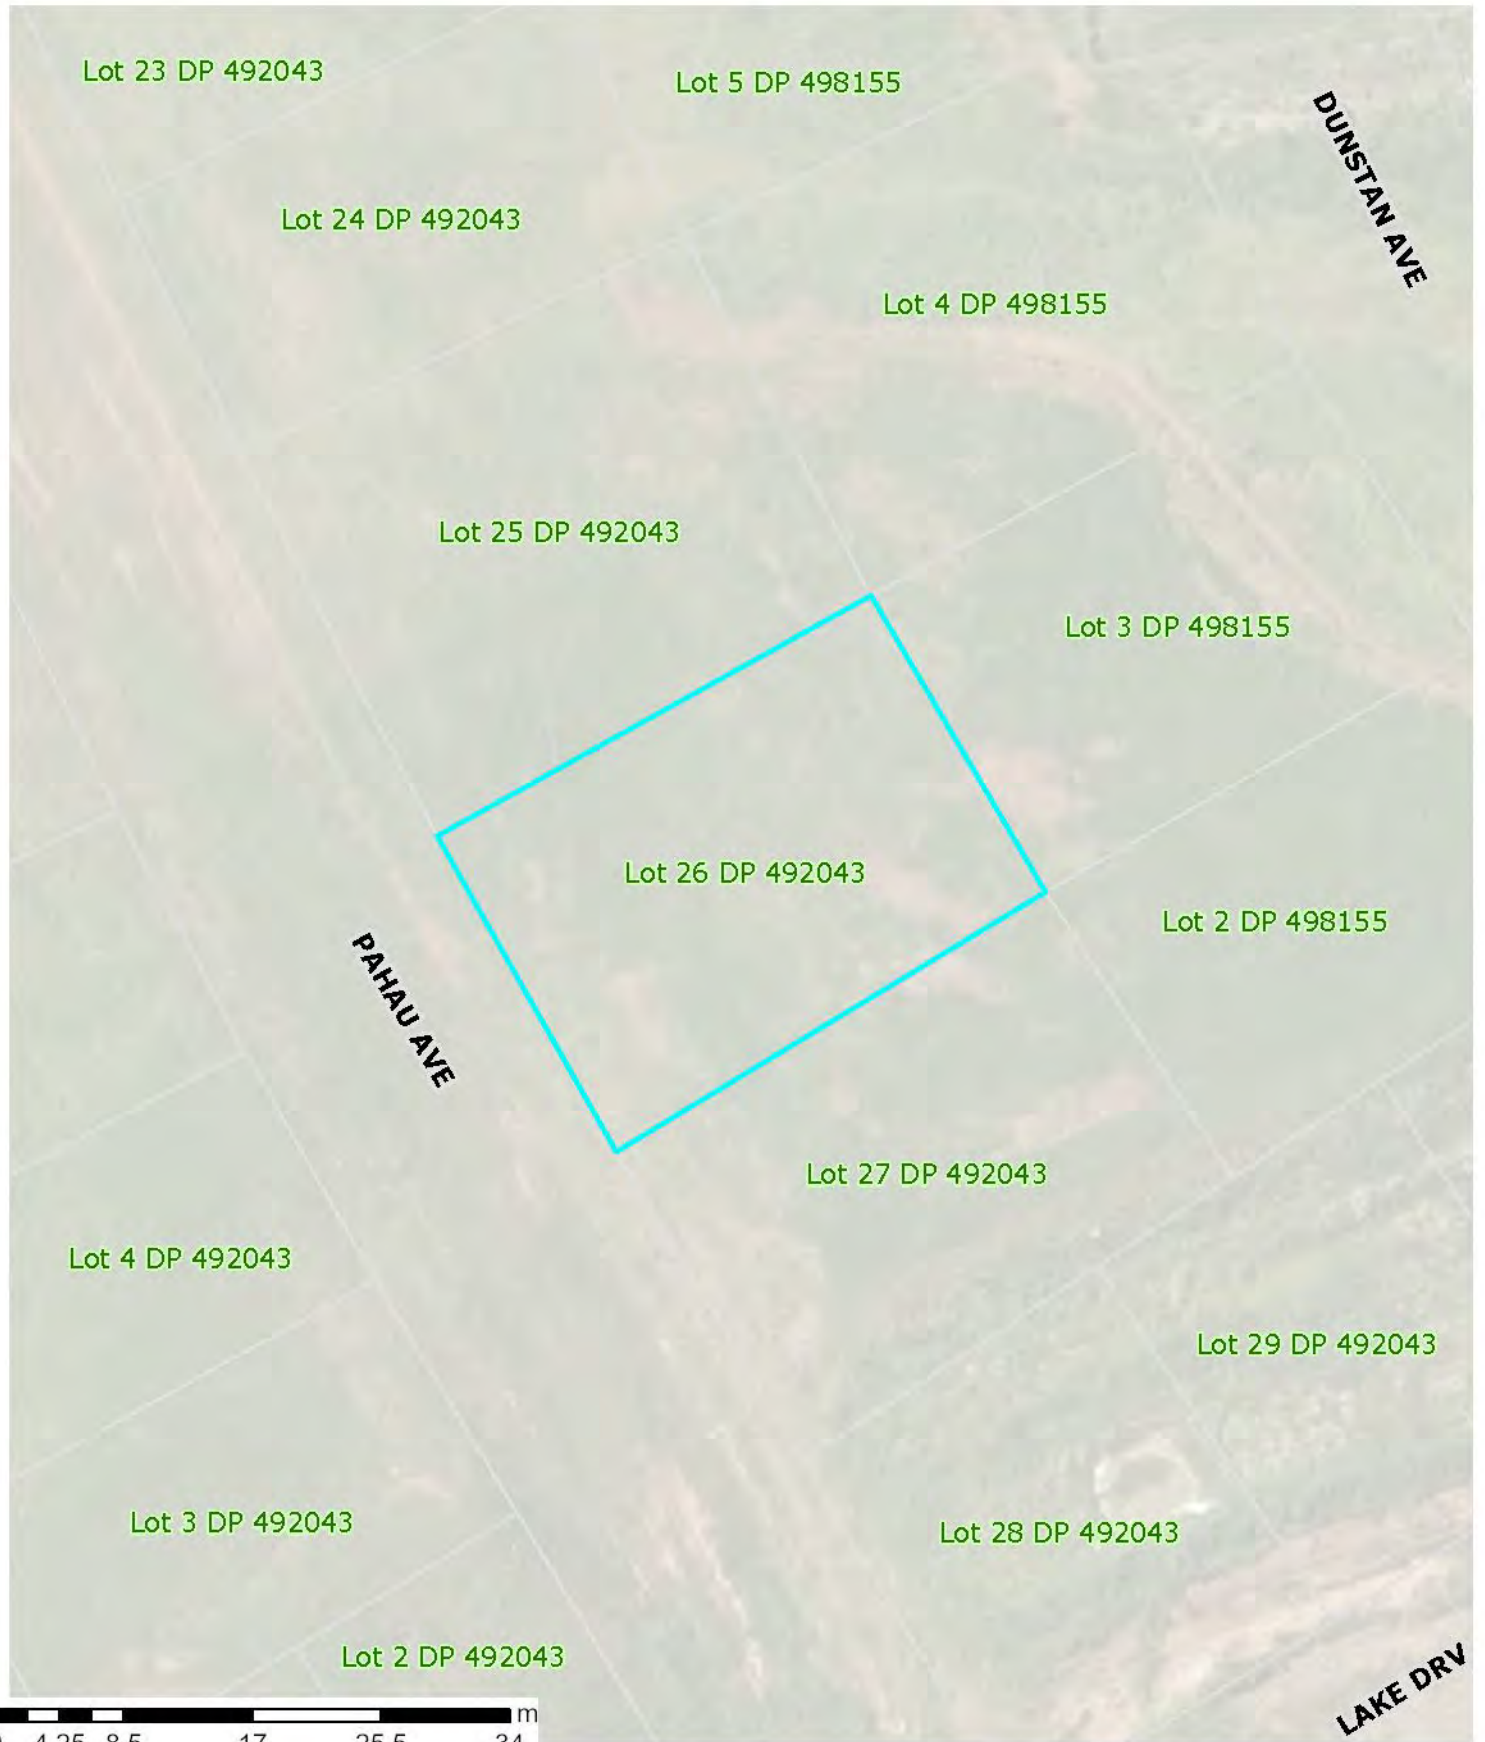 Lot 23 DP 492043
Lot 5 DP 498155
DUNSTAN AVE
Lot 24 DP 492043
Lot 4 DP 498155
Lot 25 DP 492043
Lot 3 DP 498155
Lot 26 DP 492043
Lot 2 DP 498155
PAHAU AVE
Lot 27 DP 492043
Lot 4 DP 492043
Lot 29 DP 492043
Lot 3 DP 492043
Lot 28 DP 492043
Lot 2 DP 492043
LAKE DRV
m
4.25 8.5 17 25.5 34